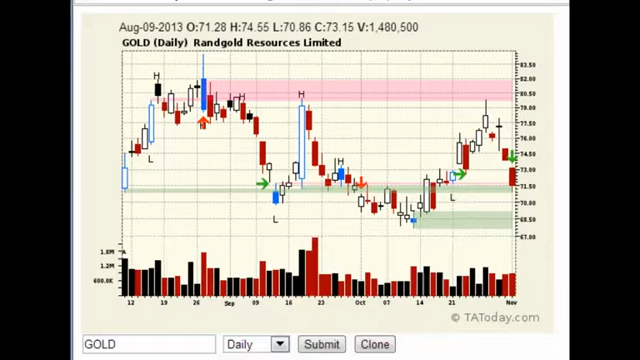 Aug-09-2013 O:71.28 H:74.55 L:70.86 C:73.15 V:1,480,500
GOLD (Daily) Randgold Resources Limited
83.50
82.00
80.50
79.00
77.50
76.00
74.50
73.00
71.50
70.00
68.50
67.00
H
H
H
H
L
L
L
L
1.8M
1.2M
600.0K
A
12 19 26 Sep 09 16 23 Oct 07 14 21 Nov
© TAToday.com
GOLD Daily Submit Clone